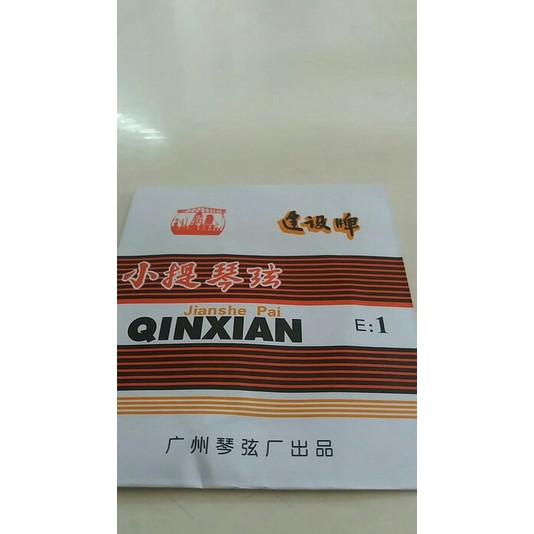 建设牌
小提琴弦
Jianshe Pai
QINXIAN
E:1
广州琴弦厂出品